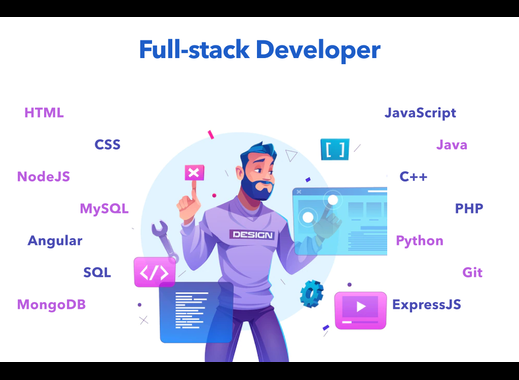 Full-stack Developer
HTML
CSS
NodeJS
MySQL
Angular
SQL
MongoDB
DESIGN
</>
[ ]
JavaScript
Java
C++
PHP
Python
Git
ExpressJS